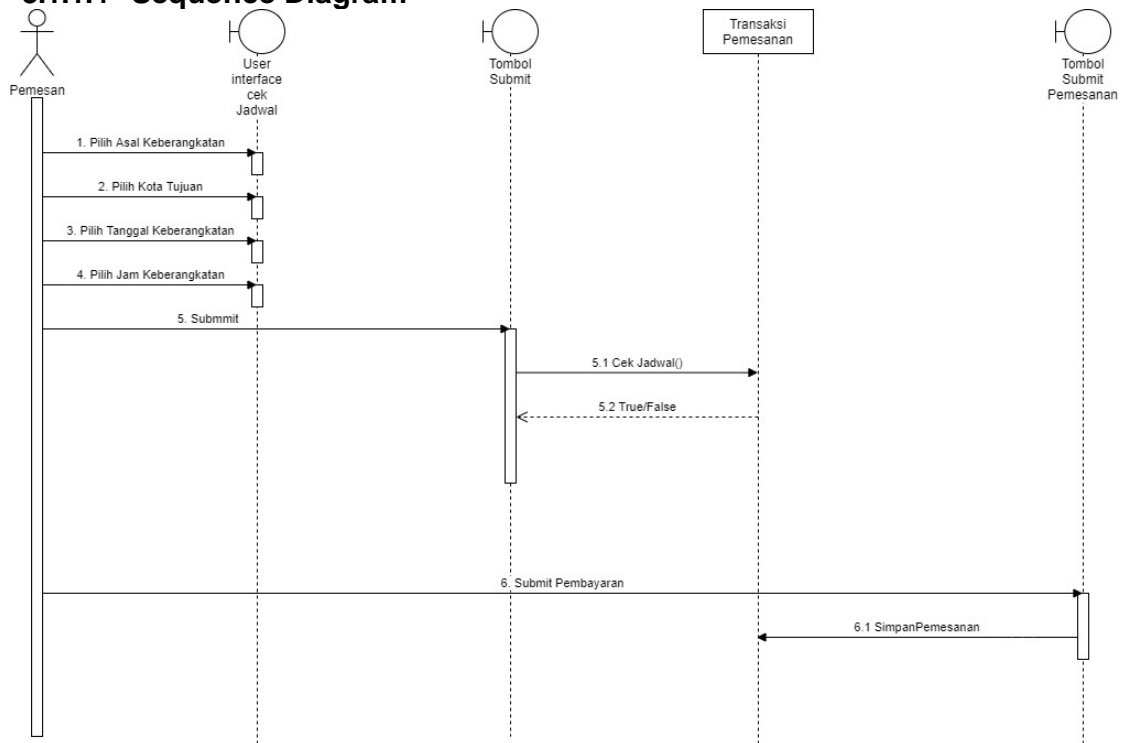 Sequence Diagram
Pemesan
User
interface
cek
Jadwal
Tombol
Submit
Transaksi
Pemesanan
Tombol
Submit
Pemesanan
1. Pilih Asal Keberangkatan
2. Pilih Kota Tujuan
3. Pilih Tanggal Keberangkatan
4. Pilih Jam Keberangkatan
5. Submmit
5.1 Cek Jadwal()
5.2 True/False
6. Submit Pembayaran
6.1 SimpanPemesanan